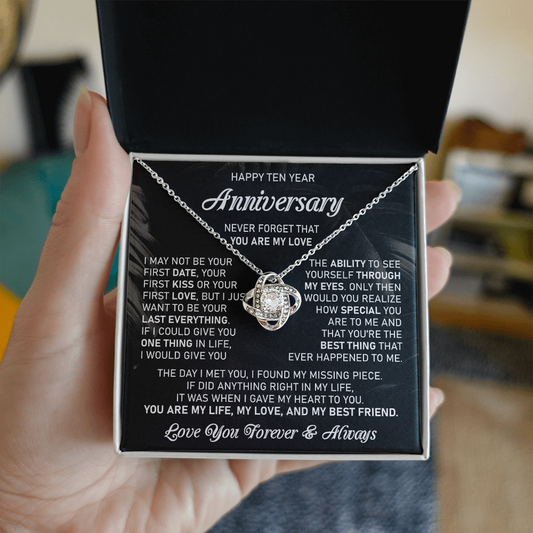 HAPPY TEN YEAR
Anniversary
NEVER FORGET THAT
YOU ARE MY LOVE
I MAY NOT BE YOUR
FIRST DATE, YOUR
FIRST KISS OR YOUR
FIRST LOVE, BUT I JUST
WANT TO BE YOUR
LAST EVERYTHING.
IF I COULD GIVE YOU
ONE THING IN LIFE,
I WOULD GIVE YOU
THE ABILITY TO SEE
YOURSELF THROUGH
MY EYES. ONLY THEN
WOULD YOU REALIZE
HOW SPECIAL YOU
ARE TO ME AND
THAT YOU'RE THE
BEST THING THAT
EVER HAPPENED TO ME.
THE DAY I MET YOU, I FOUND MY MISSING PIECE.
IF DID ANYTHING RIGHT IN MY LIFE,
IT WAS WHEN I GAVE MY HEART TO YOU.
YOU ARE MY LIFE, MY LOVE, AND MY BEST FRIEND.
Love You Forever & Always